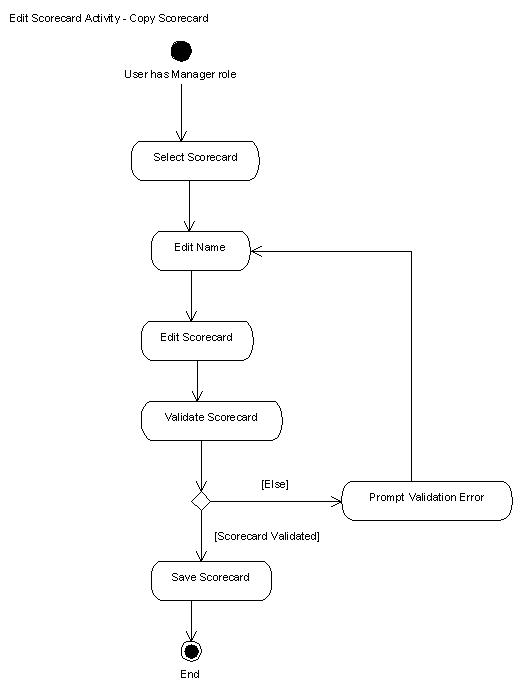 Edit Scorecard Activity - Copy Scorecard
User has Manager role
Select Scorecard
Edit Name
Edit Scorecard
Validate Scorecard
[Else]
Prompt Validation Error
[Scorecard Validated]
Save Scorecard
End